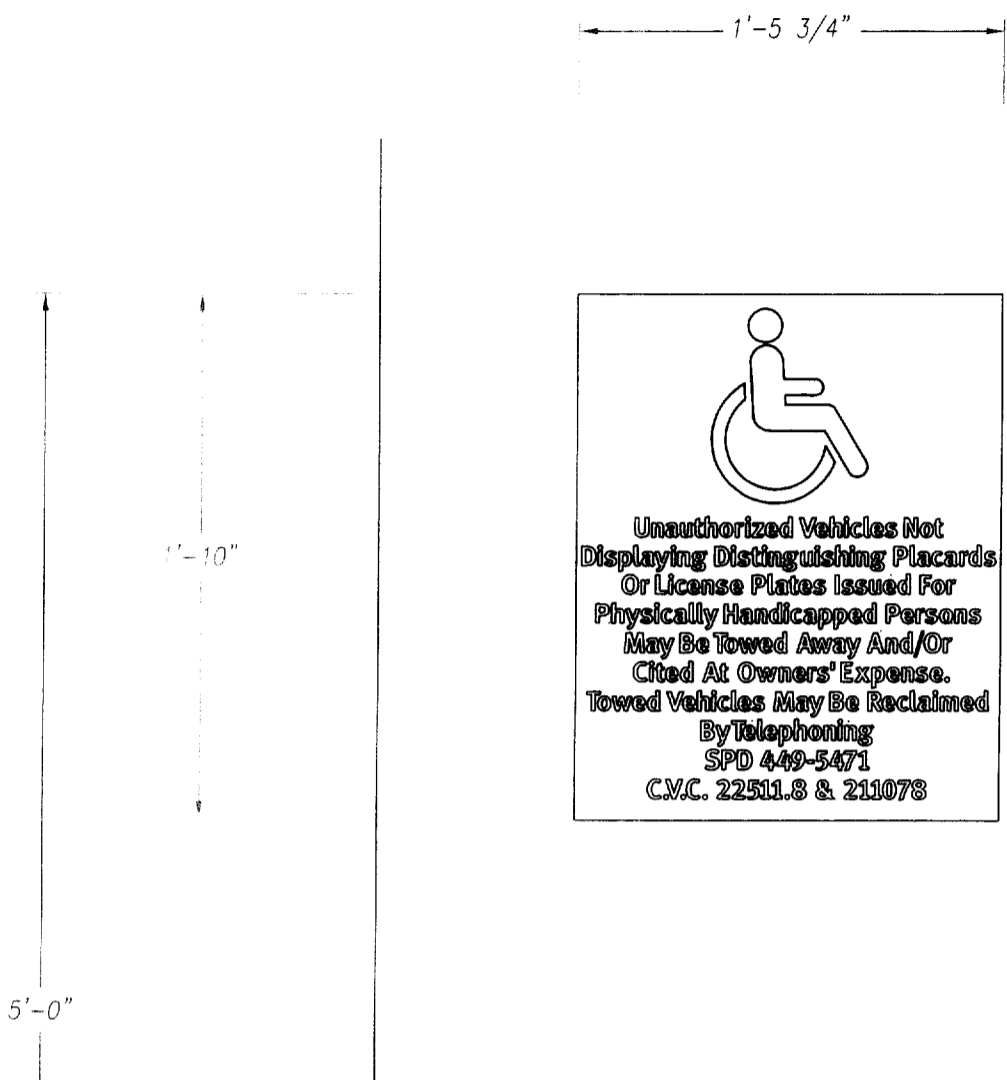 1'-5 3/4"
1'-10"
5'-0"
Unauthorized Vehicles Not
Displaying Distinguishing Placards
Or License Plates Issued For
Physically Handicapped Persons
May Be Towed Away And/Or
Cited At Owners' Expense.
Towed Vehicles May Be Reclaimed
By Telephoning
SPD 449-5471
C.V.C. 22511.8 & 211078